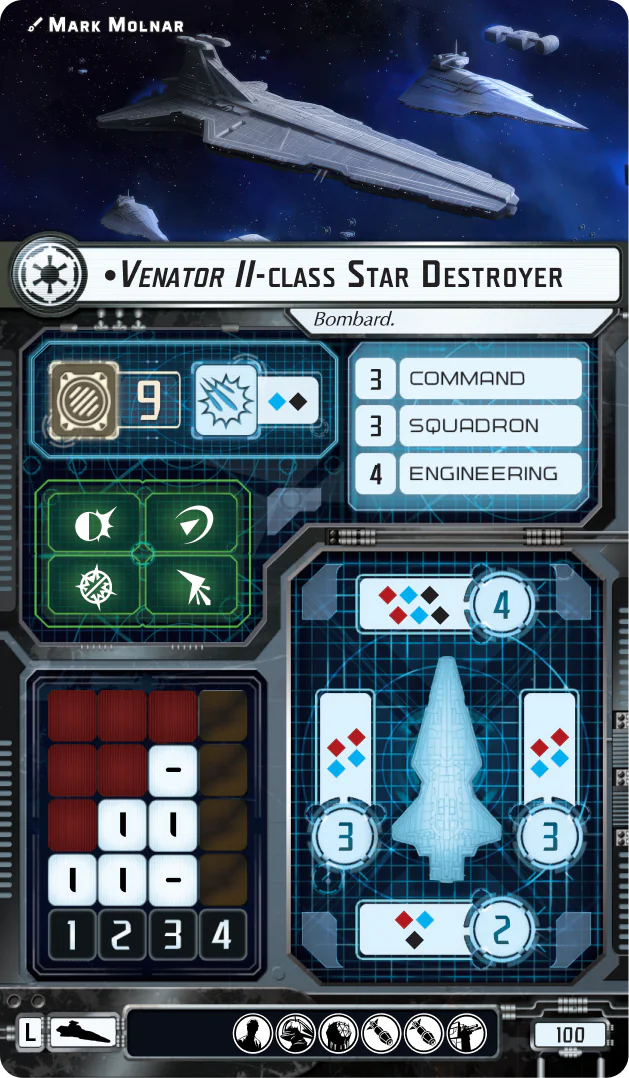 Mark Molnar
•Venator II-class Star Destroyer
Bombard.
9
3 COMMAND
3 SQUADRON
4 ENGINEERING
4
3
3
2
-
I I
I I -
1 2 3 4
L
100